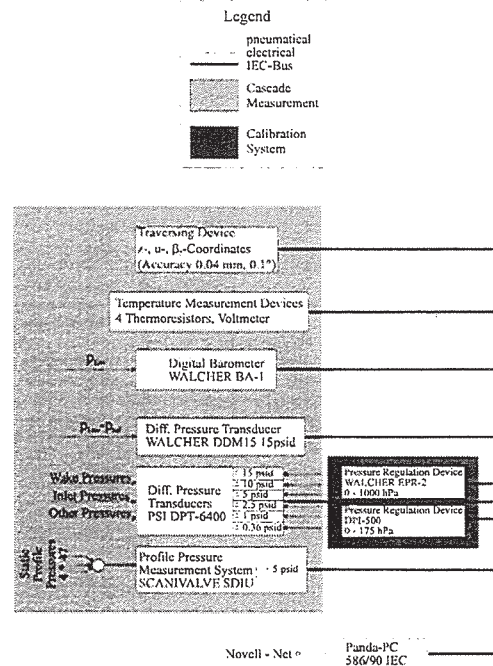 Legend
pneumatical
electrical
IEC-Bus
Cascade
Measurement
Calibration
System
Traversing Device
z-, u-, β-Coordinates
(Accuracy 0.04 mm, 0.1°)
Temperature Measurement Devices
4 Thermoresistors, Voltmeter
Digital Barometer
WALCHER BA-1
Diff. Pressure Transducer
WALCHER DDM15 15psid
Wake Pressures
Inlet Pressures
Other Pressures
Diff. Pressure
Transducers
PSI DPT-6400
15 psid
10 psid
5 psid
2.5 psid
1 psid
0.36 psid
Pressure Regulation Device
WALCHER EPR-2
0 - 1000 hPa
Pressure Regulation Device
DPI-500
0 - 175 hPa
Static
Profile
Pressures
Profile Pressure
Measurement System
SCANIVALVE SDIU
5 psid
Novell - Net
Panda-PC
586/90 IEC